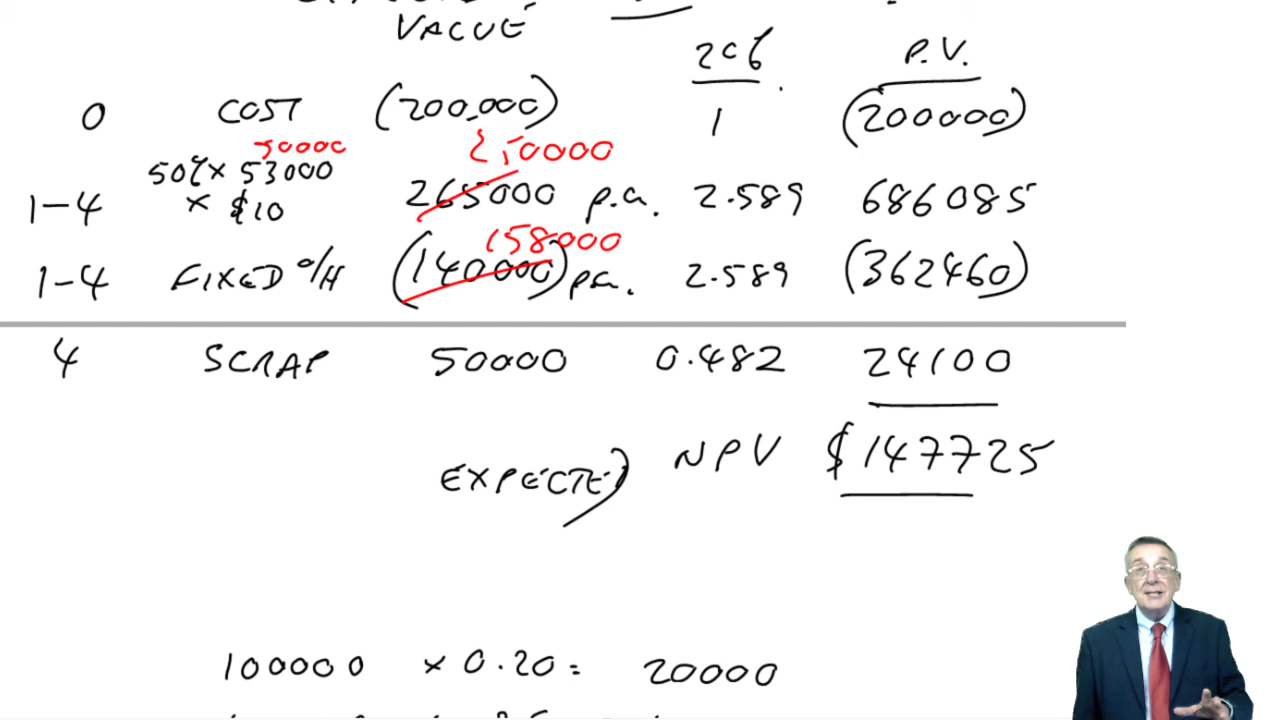 VALUE
20% P.V.
0 COST (200,000) 1 (200000)
50000 2,50000
50% × 53000
1-4 × $10 265000 p.a. 2.589 686085
158000
1-4 FIXED O/H (140000) p.a. 2.589 (362460)
4 SCRAP 50000 0.482 24100
EXPECTED NPV $147725
100000 × 0.20 = 20000